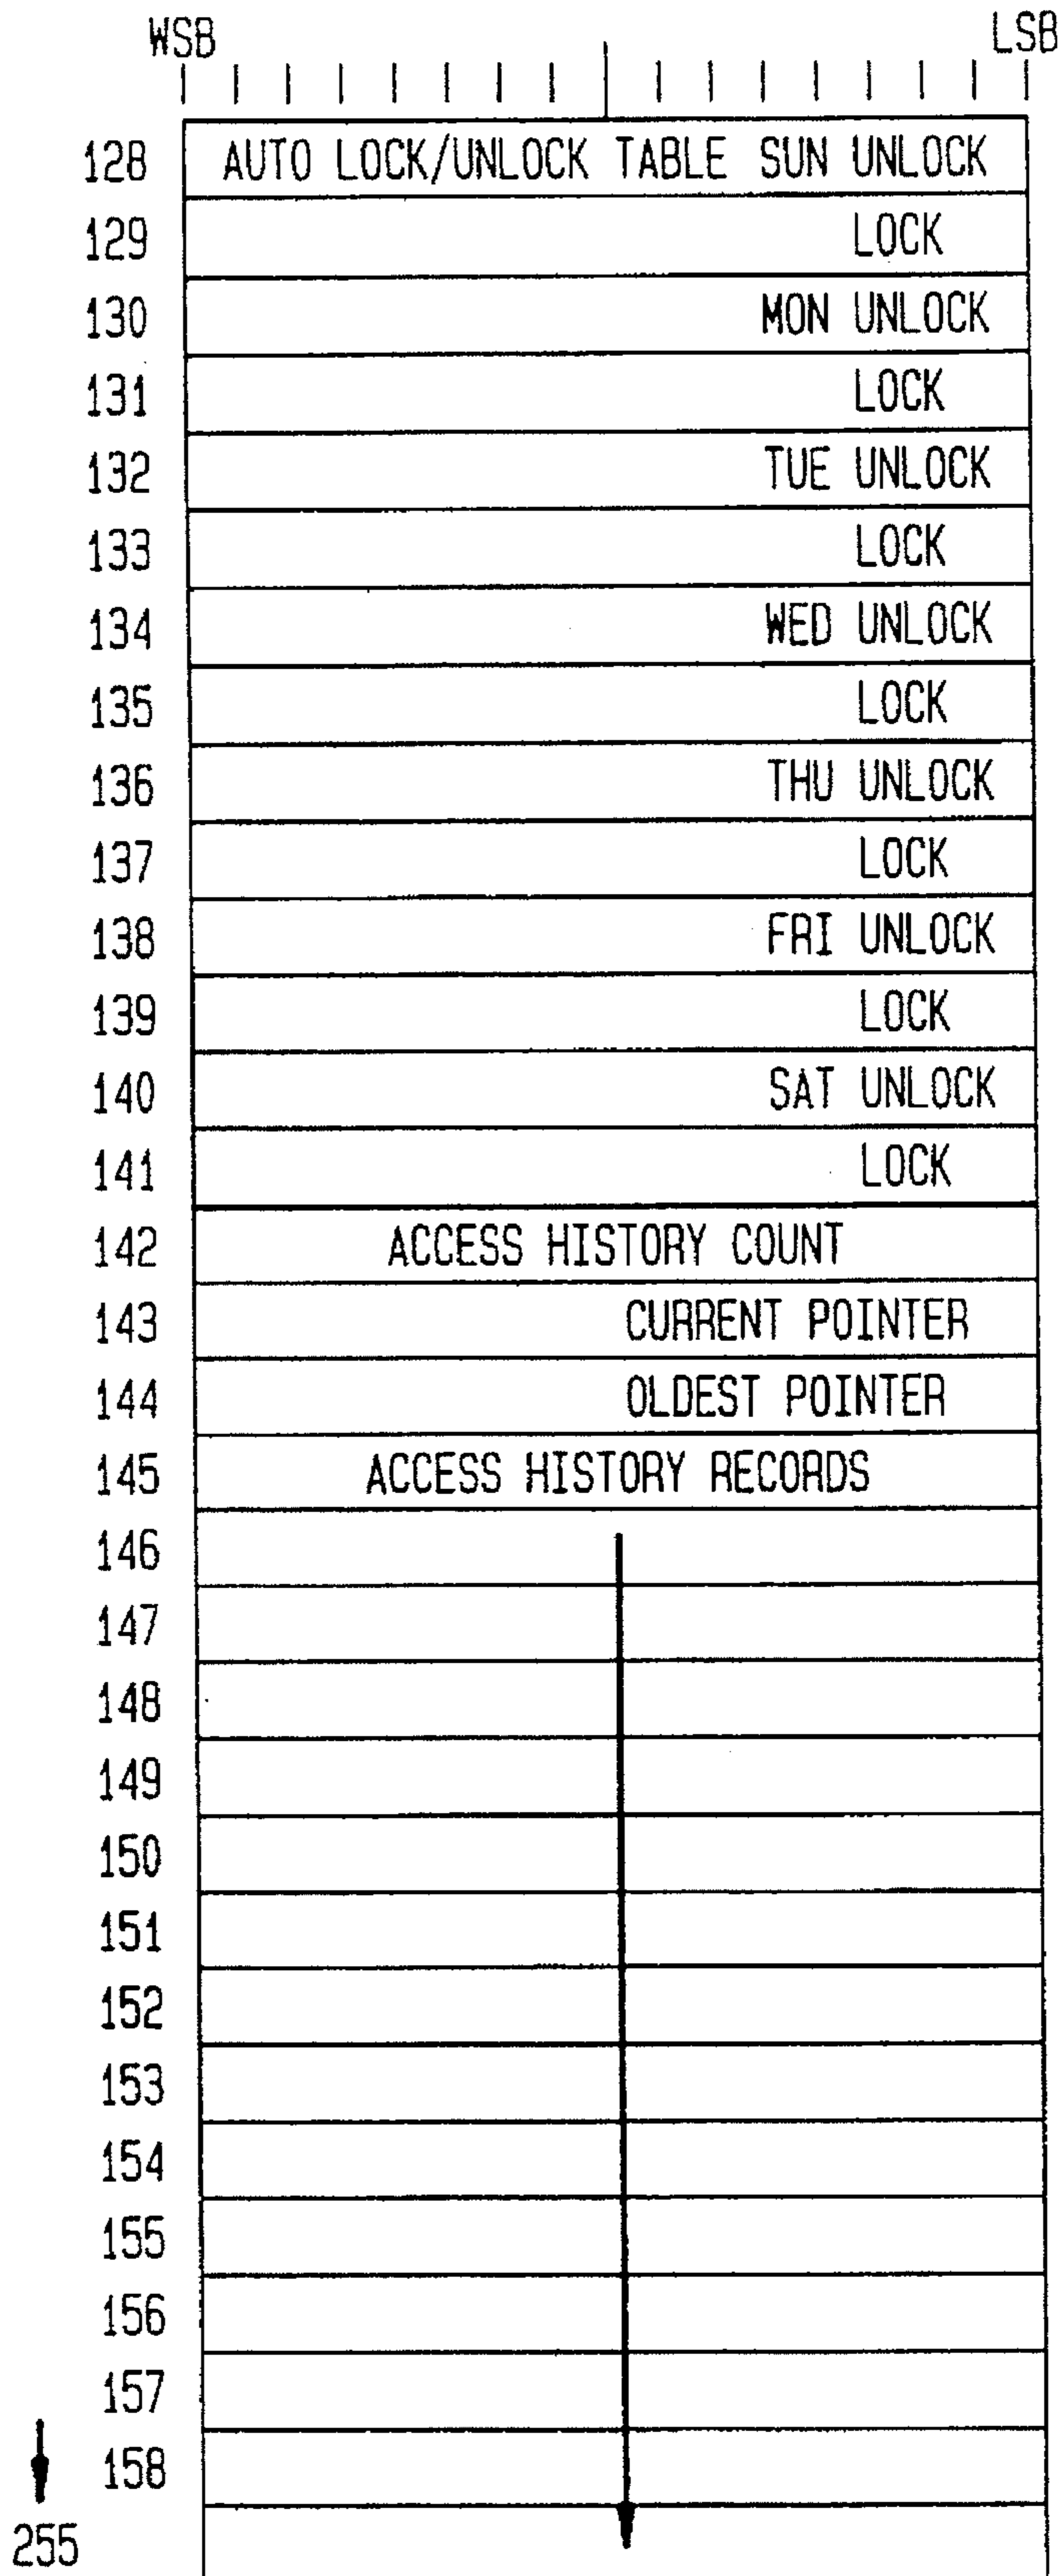 WSB LSB
128 AUTO LOCK/UNLOCK TABLE SUN UNLOCK
129 LOCK
130 MON UNLOCK
131 LOCK
132 TUE UNLOCK
133 LOCK
134 WED UNLOCK
135 LOCK
136 THU UNLOCK
137 LOCK
138 FRI UNLOCK
139 LOCK
140 SAT UNLOCK
141 LOCK
142 ACCESS HISTORY COUNT
143 CURRENT POINTER
144 OLDEST POINTER
145 ACCESS HISTORY RECORDS
146
147
148
149
150
151
152
153
154
155
156
157
158
255